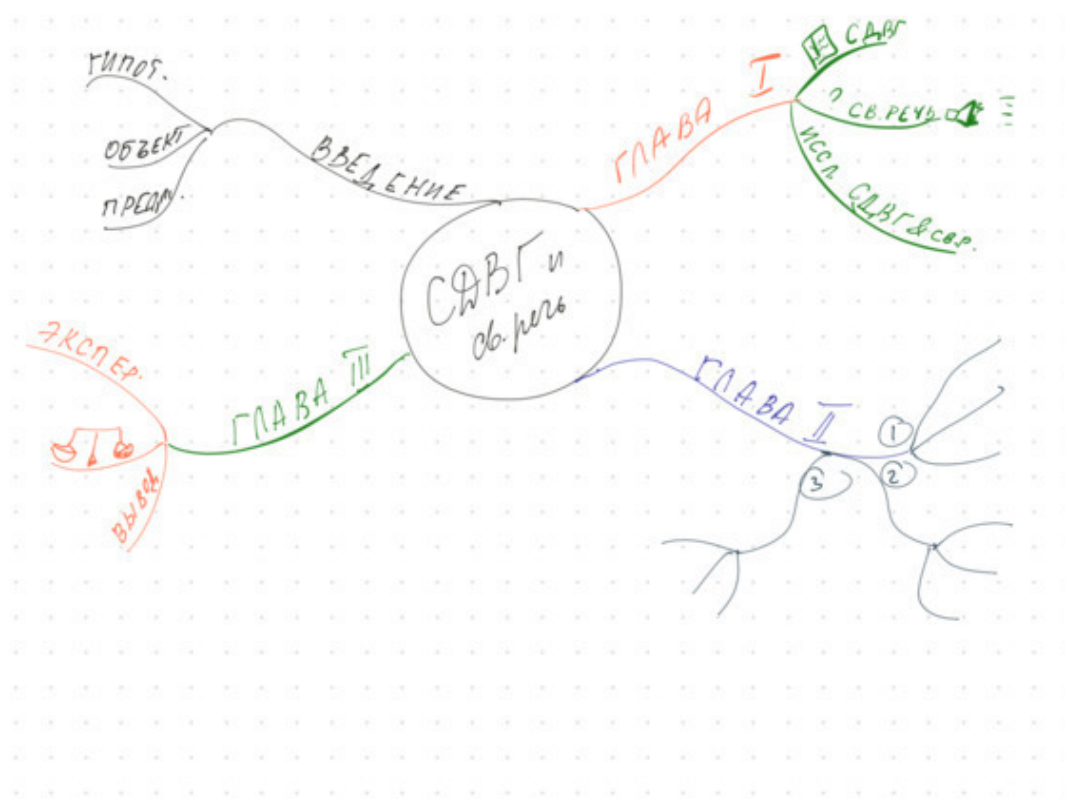 СДВГ и
св. речь
ВВЕДЕНИЕ
ГИПОТ.
ОБЪЕКТ
ПРЕДМ.
ГЛАВА I
СДВГ
?
СВ. РЕЧЬ
ИССЛ. СДВГ & СВ.Р.
ГЛАВА II
1
2
3
ГЛАВА III
ЭКСПЕР.
ВЫВОД